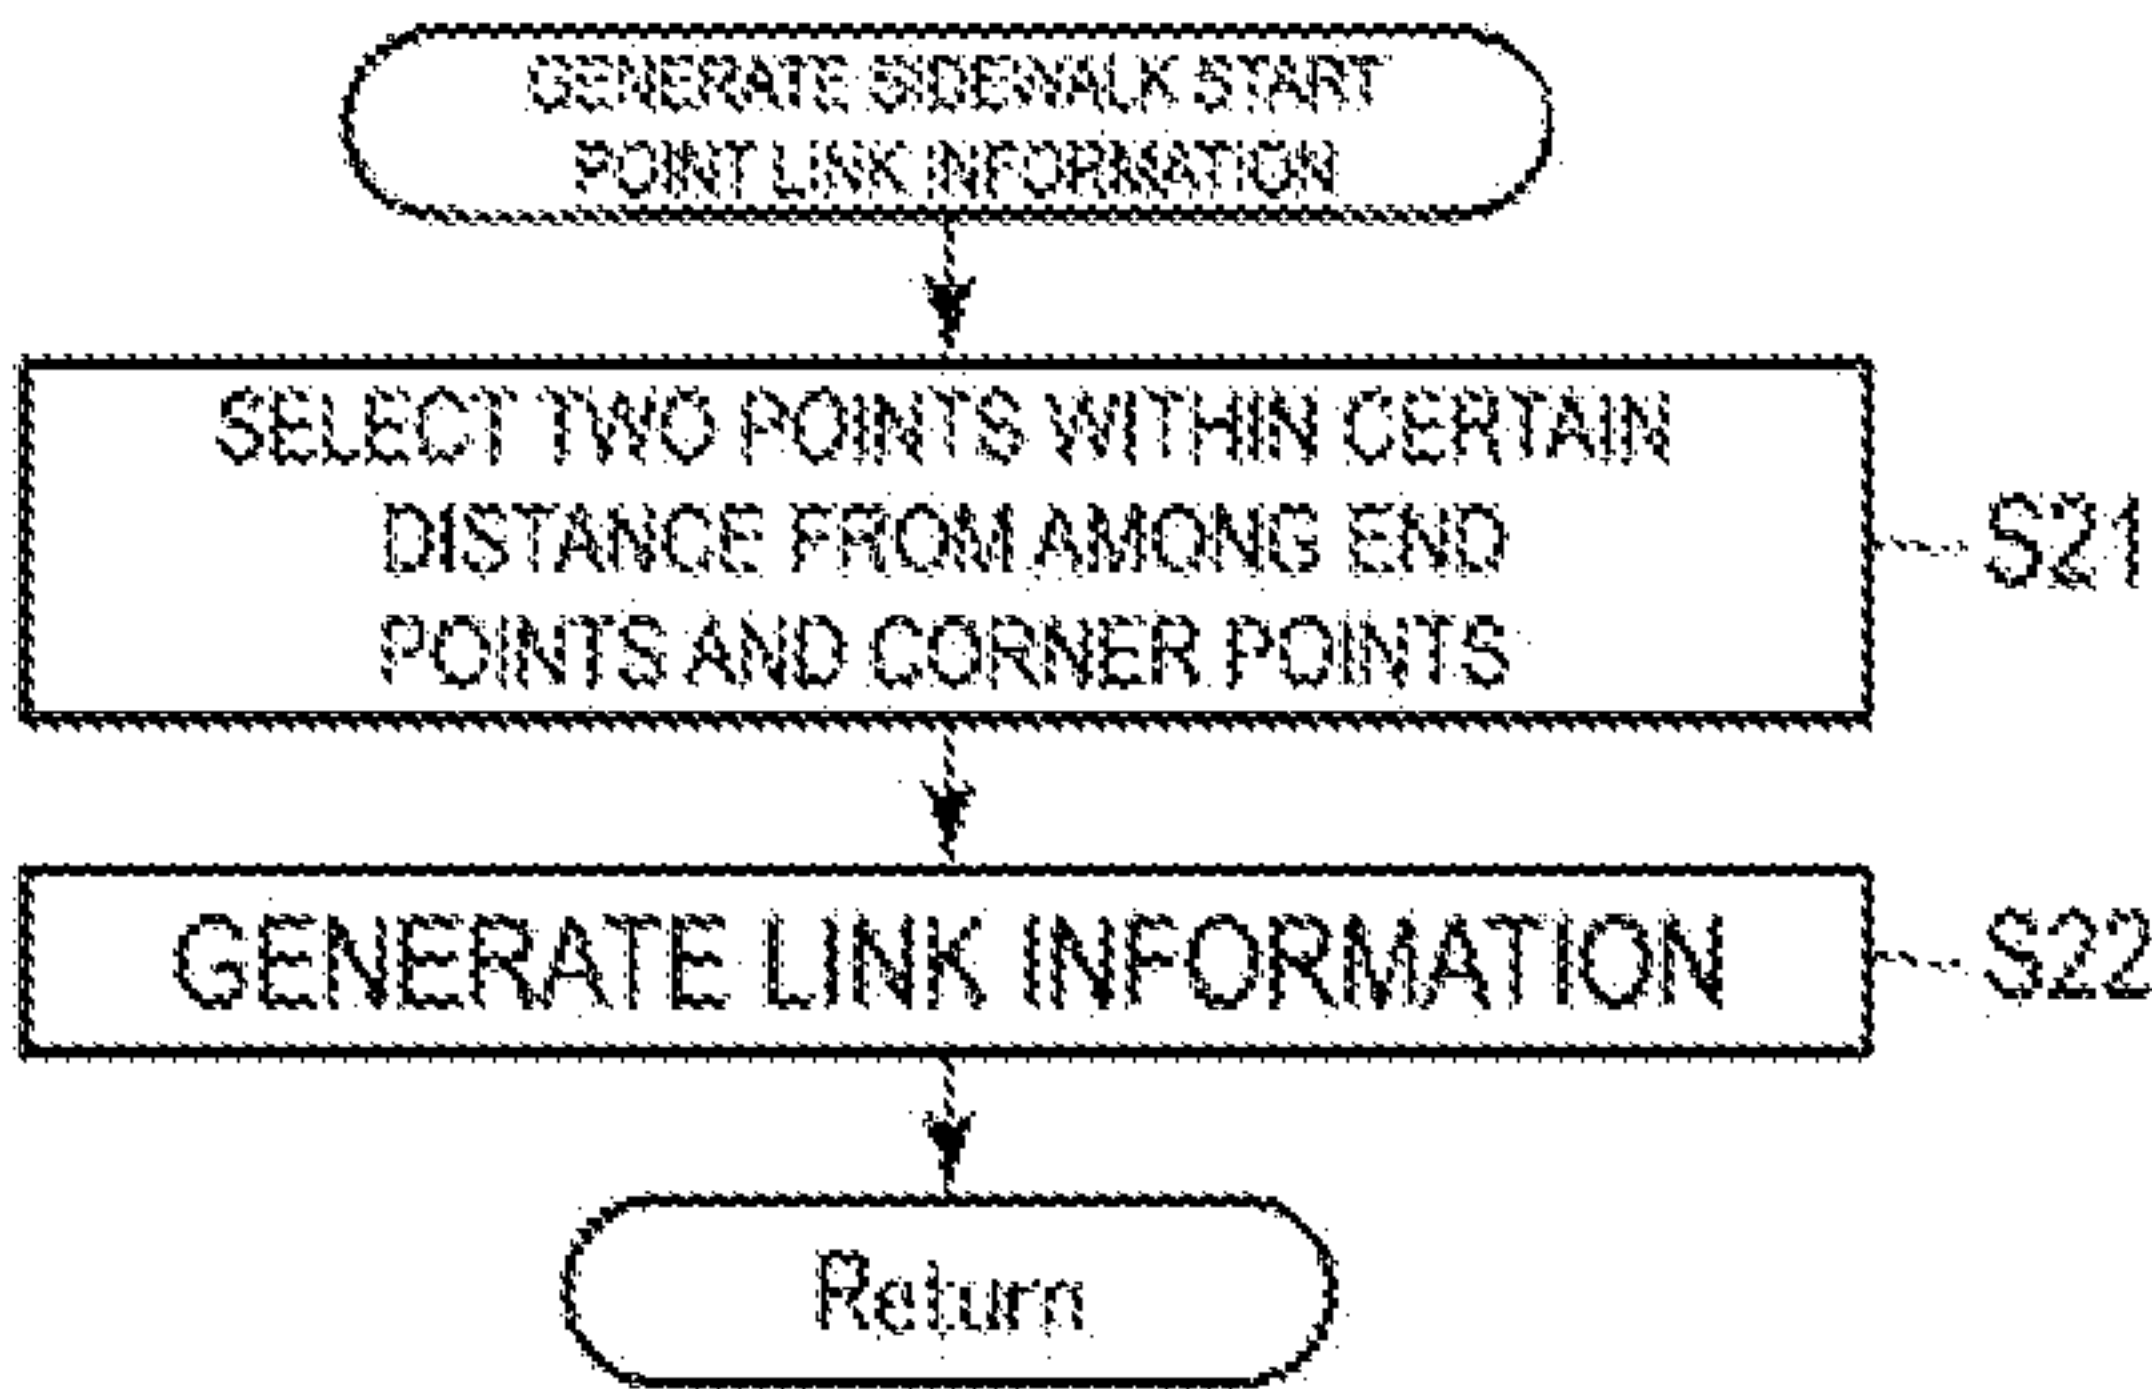 GENERATE SIDEWALK START
POINT LINK INFORMATION
SELECT TWO POINTS WITHIN CERTAIN
DISTANCE FROM AMONG END
POINTS AND CORNER POINTS
S21
GENERATE LINK INFORMATION
S22
Return